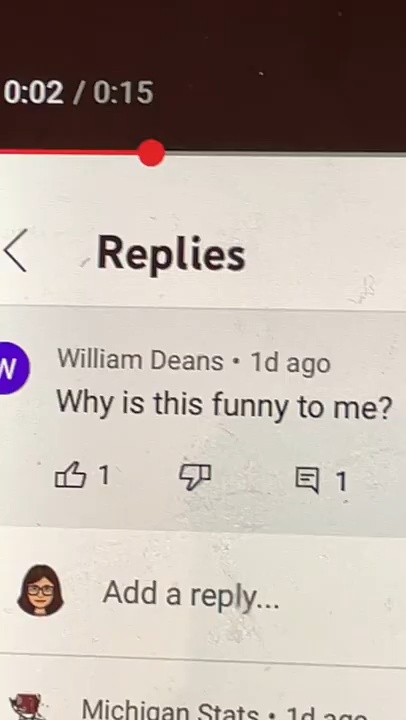 0:02 / 0:15
Replies
W
William Deans • 1d ago
Why is this funny to me?
1
1
Add a reply...
Michigan Stats • 1d ago